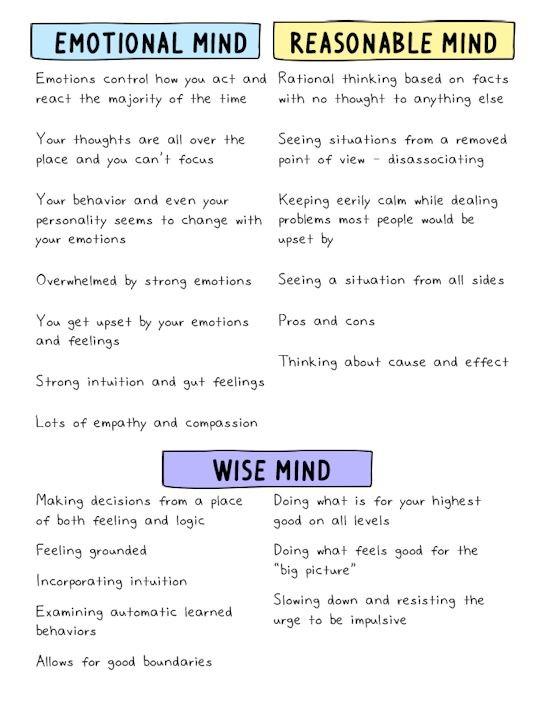 EMOTIONAL MIND
Emotions control how you act and
react the majority of the time
Your thoughts are all over the
place and you can't focus
Your behavior and even your
personality seems to change with
your emotions
Overwhelmed by strong emotions
You get upset by your emotions
and feelings
Strong intuition and gut feelings
Lots of empathy and compassion
REASONABLE MIND
Rational thinking based on facts
with no thought to anything else
Seeing situations from a removed
point of view - disassociating
Keeping eerily calm while dealing
problems most people would be
upset by
Seeing a situation from all sides
Pros and cons
Thinking about cause and effect
WISE MIND
Making decisions from a place
of both feeling and logic
Feeling grounded
Incorporating intuition
Examining automatic learned
behaviors
Allows for good boundaries
Doing what is for your highest
good on all levels
Doing what feels good for the
"big picture"
Slowing down and resisting the
urge to be impulsive